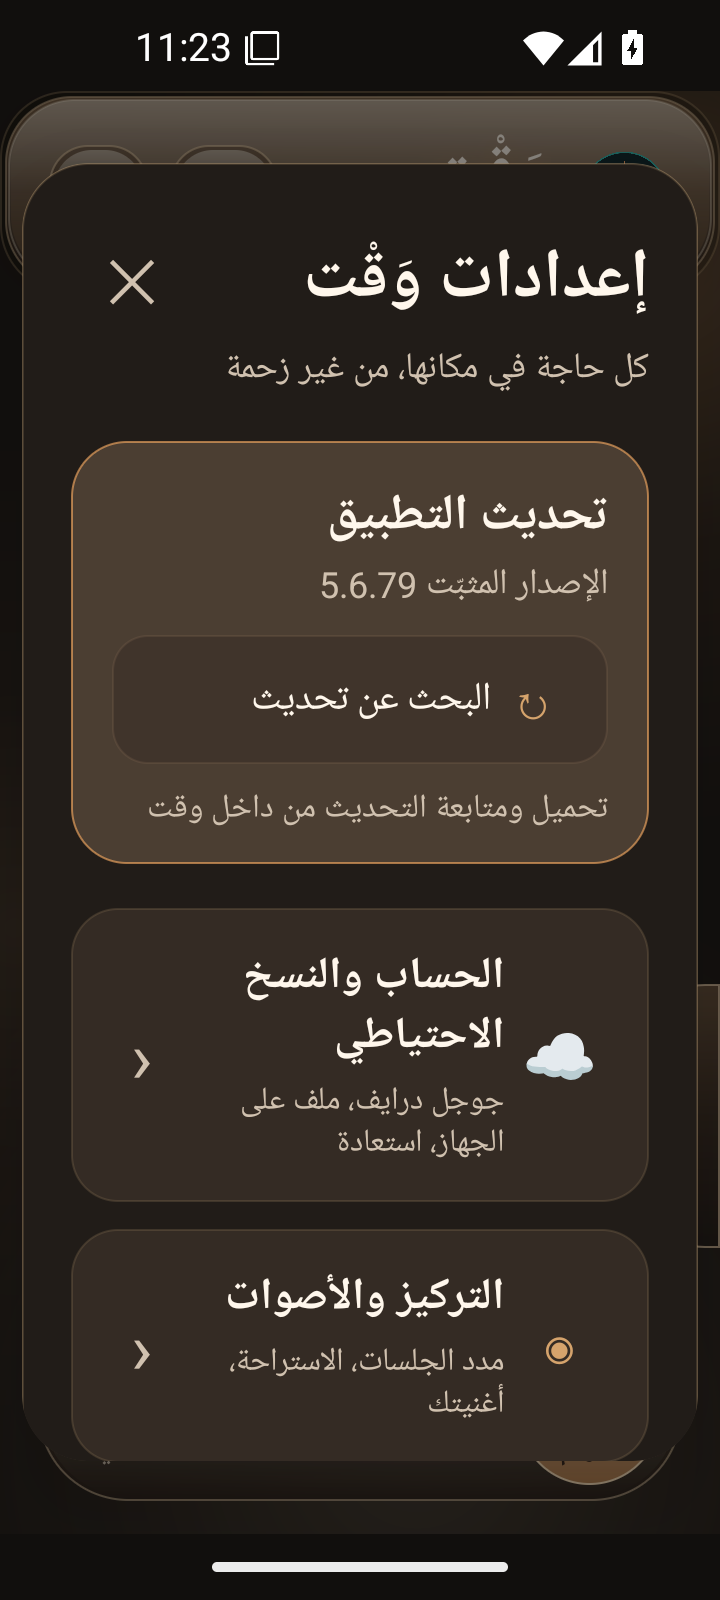 11:23
إعدادات وَقْت
كل حاجة في مكانها، من غير زحمة
تحديث التطبيق
الإصدار المثبّت 5.6.79
البحث عن تحديث
تحميل ومتابعة التحديث من داخل وقت
الحساب والنسخ
الاحتياطي
جوجل درايف، ملف على
الجهاز، استعادة
التركيز والأصوات
مدد الجلسات، الاستراحة،
أغنيتك